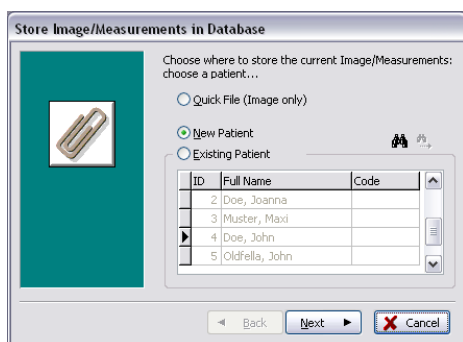 Store Image/Measurements in Database
Choose where to store the current Image/Measurements:
choose a patient...
Quick File (Image only)
New Patient
Existing Patient
ID Full Name Code
2 Doe, Joanna
3 Muster, Maxi
4 Doe, John
5 Oldfella, John
Back Next Cancel